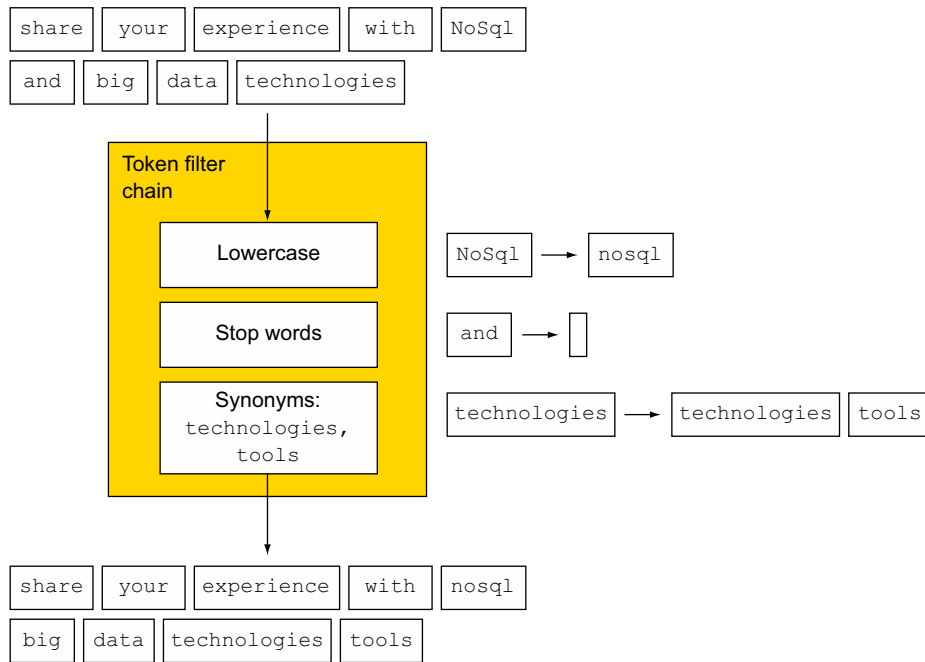 share your experience with NoSql
and big data technologies
Token filter
chain
Lowercase
NoSql nosql
Stop words
and
Synonyms:
technologies,
tools
technologies technologies tools
share your experience with nosql
big data technologies tools